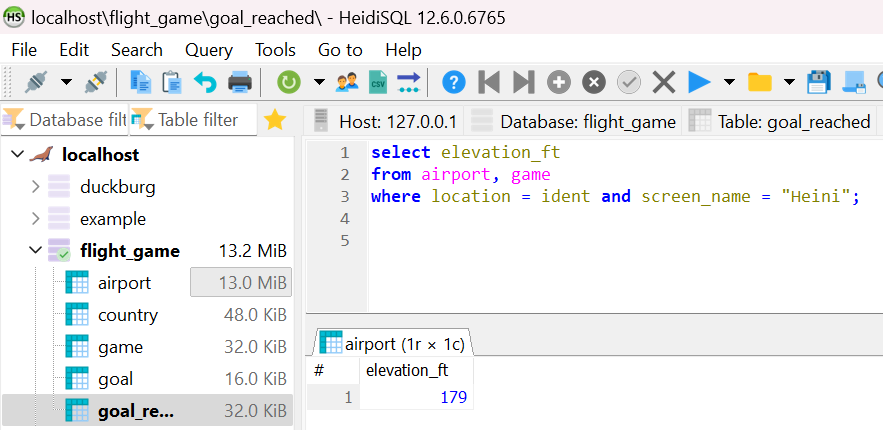 HS localhost\flight_game\goal_reached\ - HeidiSQL 12.6.0.6765
File Edit Search Query Tools Go to Help
CSV ?
Database filt Table filter Host: 127.0.0.1 Database: flight_game Table: goal_reached
localhost
duckburg
example
flight_game 13.2 MiB
airport 13.0 MiB
country 48.0 KiB
game 32.0 KiB
goal 16.0 KiB
goal_re... 32.0 KiB
1 select elevation_ft
2 from airport, game
3 where location = ident and screen_name = "Heini";
4
5
airport (1r × 1c)
# elevation_ft
1 179